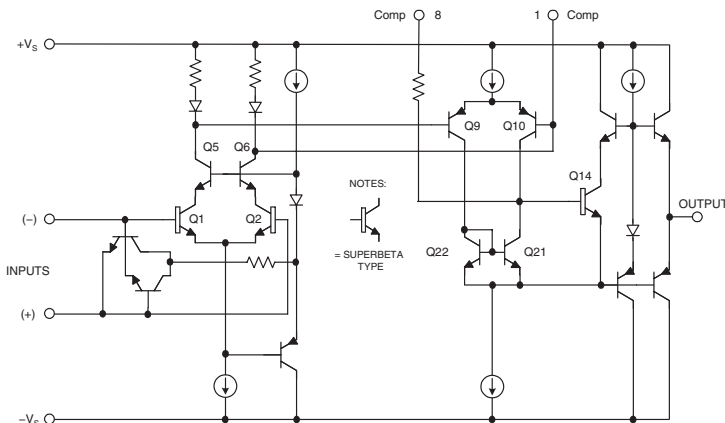 Comp 8
1 Comp
+VS
Q9
Q10
Q5
Q6
NOTES:
Q14
(−)
Q1
Q2
OUTPUT
= SUPERBETA
TYPE
Q22
Q21
INPUTS
(+)
−VS